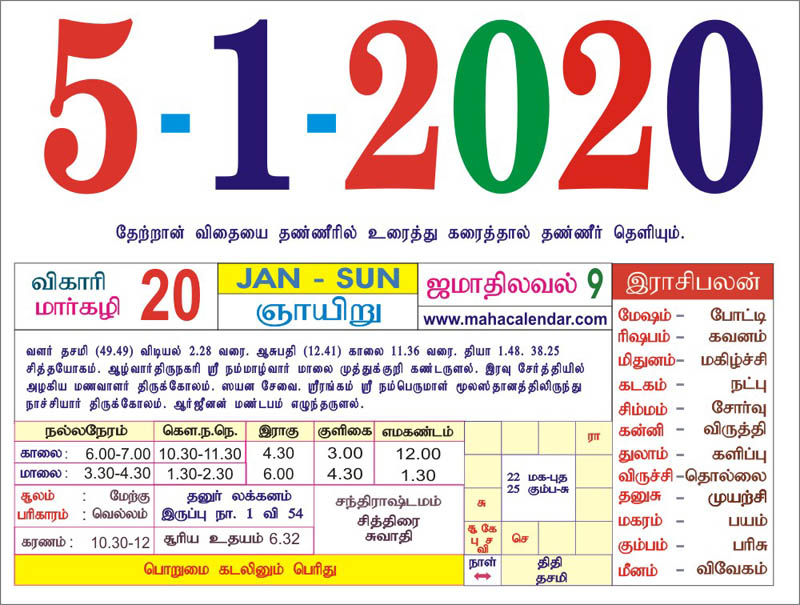 5-1-2020
தேற்றான் விதையை தண்ணீரில் உரைத்து கரைத்தால் தண்ணீர் தெளியும்.
விகாரி
மார்கழி 20
JAN - SUN
ஞாயிறு
ஜமாதிலவல் 9
www.mahacalendar.com
வளர் தசமி (49.49) விடியல் 2.28 வரை. ஆசுபதி (12.41) காலை 11.36 வரை. தியா 1.48. 38.25
சித்தயோகம். ஆழ்வார்திருநகரி ஸ்ரீ நம்மாழ்வார் மாலை முத்துக்குறி கண்டருளல். இரவு சேர்த்தியில்
அழகிய மணவாளர் திருக்கோலம். ஸயன சேவை. ஸ்ரீரங்கம் ஸ்ரீ நம்பெருமாள் மூலஸ்தானத்திலிருந்து
நாச்சியார் திருக்கோலம். ஆர்ஜீனன் மண்டபம் எழுந்தருளல்.
நல்லநேரம் கௌ.ந.நெ. இராகு குளிகை எமகண்டம்
காலை : 6.00-7.00 10.30-11.30 4.30 3.00 12.00
மாலை : 3.30-4.30 1.30-2.30 6.00 4.30 1.30
சூலம் : மேற்கு
பரிகாரம் : வெல்லம்
தனுர் லக்கனம்
இருப்பு நா. 1 வி 54
சந்திராஷ்டமம்
சித்திரை
சுவாதி
கரணம் : 10.30-12
சூரிய உதயம் 6.32
பொறுமை கடலினும் பெரிது
ரா
22 மக-புத
25 கும்ப-சு
சு
சூ கே
பு ச
வி
செ
நாள்
திதி
தசமி
இராசிபலன்
மேஷம் - போட்டி
ரிஷபம் - கவனம்
மிதுனம் - மகிழ்ச்சி
கடகம் - நட்பு
சிம்மம் - சோர்வு
கன்னி - விருத்தி
துலாம் - களிப்பு
விருச்சி - தொல்லை
தனுசு - முயற்சி
மகரம் - பயம்
கும்பம் - பரிசு
மீனம் - விவேகம்